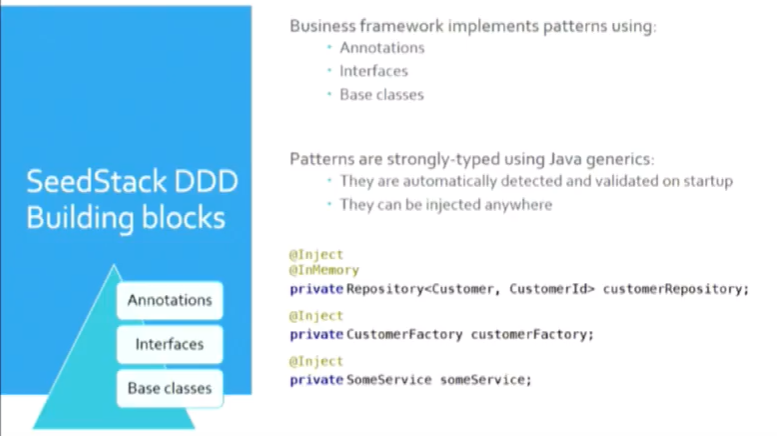 SeedStack DDD
Building blocks
Annotations
Interfaces
Base classes
Business framework implements patterns using:
• Annotations
• Interfaces
• Base classes
Patterns are strongly-typed using Java generics:
• They are automatically detected and validated on startup
• They can be injected anywhere
@Inject
@InMemory
private Repository<Customer, CustomerId> customerRepository;
@Inject
private CustomerFactory customerFactory;
@Inject
private SomeService someService;